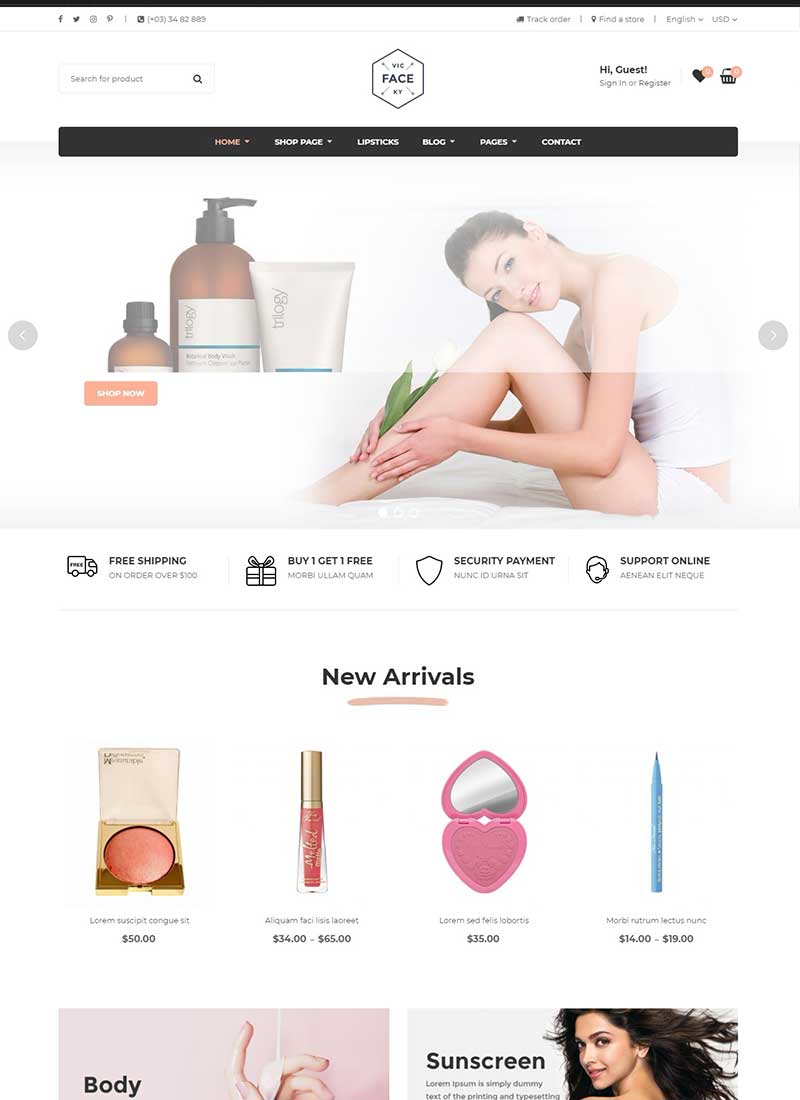 (+03) 34 82 889
Track order
Find a store
English
USD
Search for product
VIC
FACE
KY
Hi, Guest!
Sign In or Register
0
0
HOME
SHOP PAGE
LIPSTICKS
BLOG
PAGES
CONTACT
trilogy
trilogy
Botanical Body Wash
SHOP NOW
FREE
FREE SHIPPING
ON ORDER OVER $100
BUY 1 GET 1 FREE
MORBI ULLAM QUAM
SECURITY PAYMENT
NUNC ID URNA SIT
SUPPORT ONLINE
AENEAN ELIT NEQUE
New Arrivals
Melted
Lorem suscipit congue sit
$50.00
Aliquam faci lisis laoreet
$34.00 - $65.00
Lorem sed felis lobortis
$35.00
Morbi rutrum lectus nunc
$14.00 - $19.00
Body
Sunscreen
Lorem Ipsum is simply dummy
text of the printing and typesetting